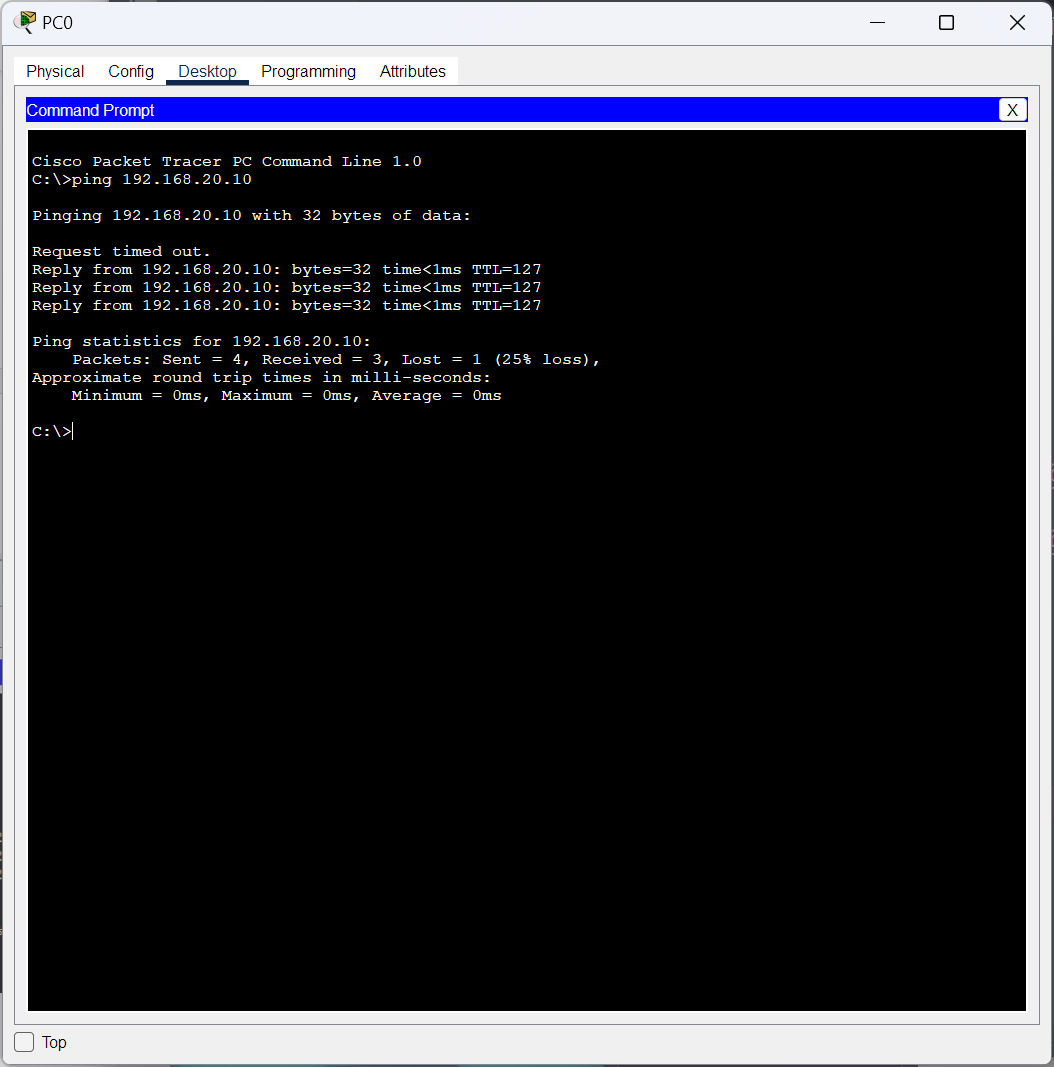 PC0
Physical Config Desktop Programming Attributes
Command Prompt X
Cisco Packet Tracer PC Command Line 1.0
C:\>ping 192.168.20.10
Pinging 192.168.20.10 with 32 bytes of data:
Request timed out.
Reply from 192.168.20.10: bytes=32 time<1ms TTL=127
Reply from 192.168.20.10: bytes=32 time<1ms TTL=127
Reply from 192.168.20.10: bytes=32 time<1ms TTL=127
Ping statistics for 192.168.20.10:
Packets: Sent = 4, Received = 3, Lost = 1 (25% loss),
Approximate round trip times in milli-seconds:
Minimum = 0ms, Maximum = 0ms, Average = 0ms
C:\>
Top